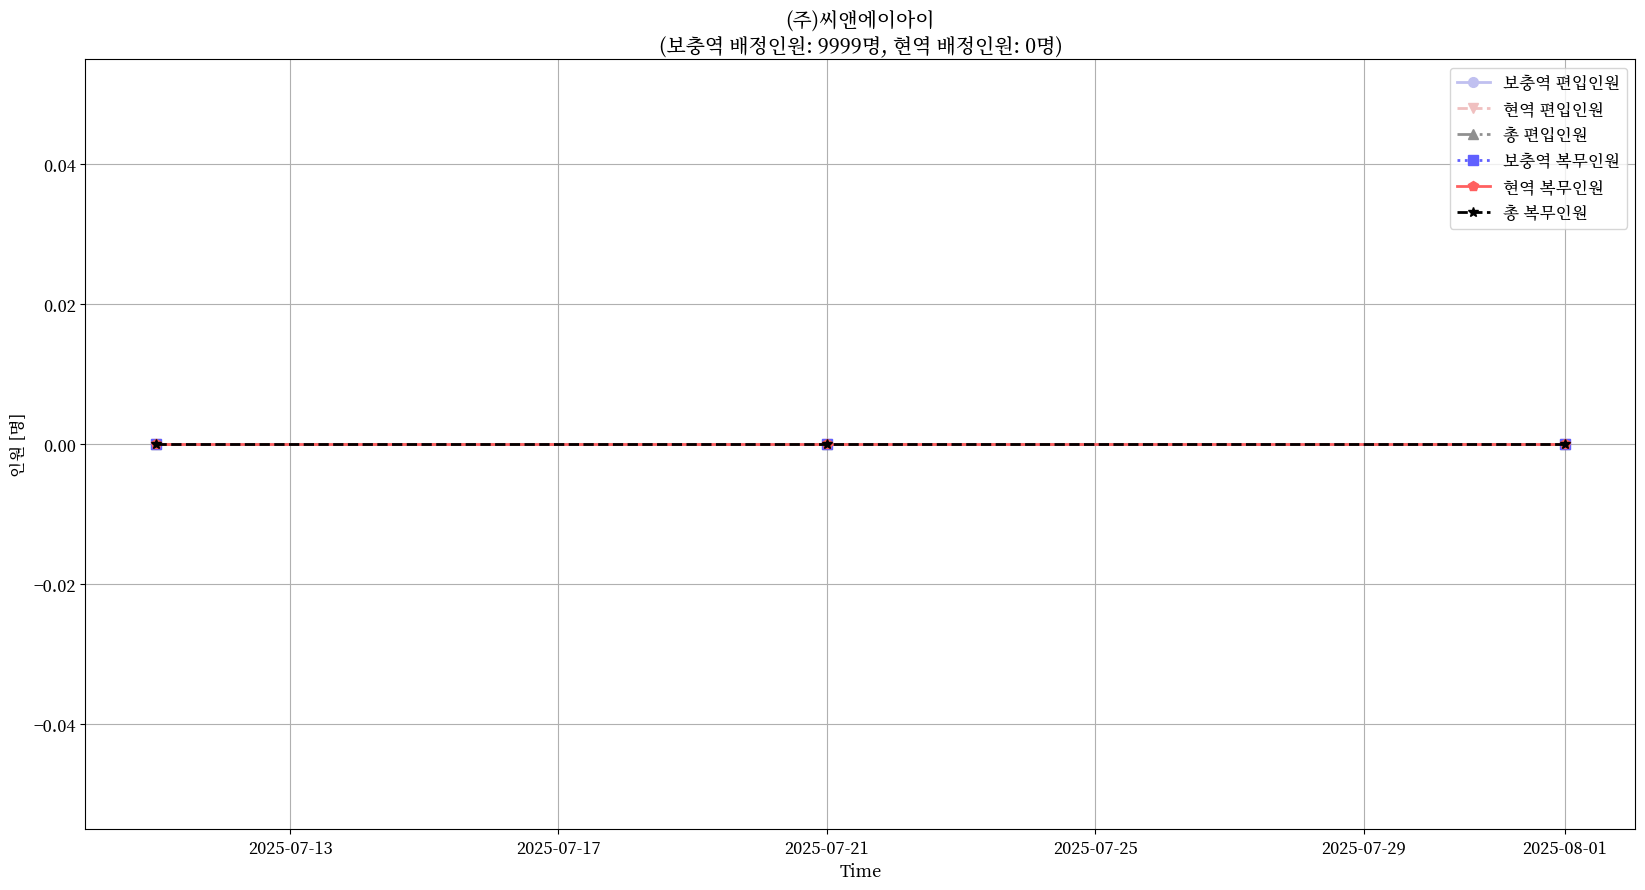 (주)씨앤에이아이
(보충역 배정인원: 9999명, 현역 배정인원: 0명)
보충역 편입인원
현역 편입인원
총 편입인원
보충역 복무인원
현역 복무인원
총 복무인원
인원 [명]
0.04
0.02
0.00
−0.02
−0.04
2025-07-13
2025-07-17
2025-07-21
2025-07-25
2025-07-29
2025-08-01
Time